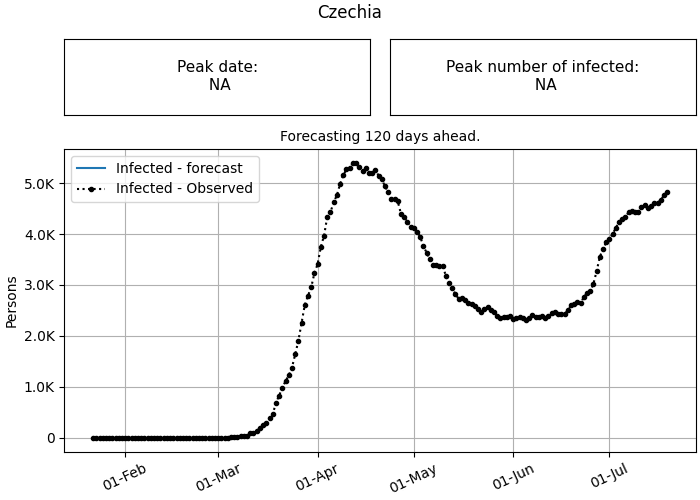 Czechia
Peak date:
NA
Peak number of infected:
NA
Forecasting 120 days ahead.
Infected - forecast
Infected - Observed
5.0K
4.0K
3.0K
2.0K
1.0K
0
Persons
01-Feb
01-Mar
01-Apr
01-May
01-Jun
01-Jul